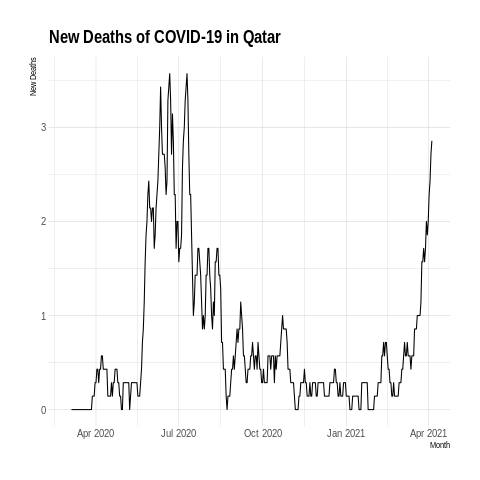 New Deaths of COVID-19 in Qatar
New Deaths
3
2
1
0
Apr 2020 Jul 2020 Oct 2020 Jan 2021 Apr 2021
Month